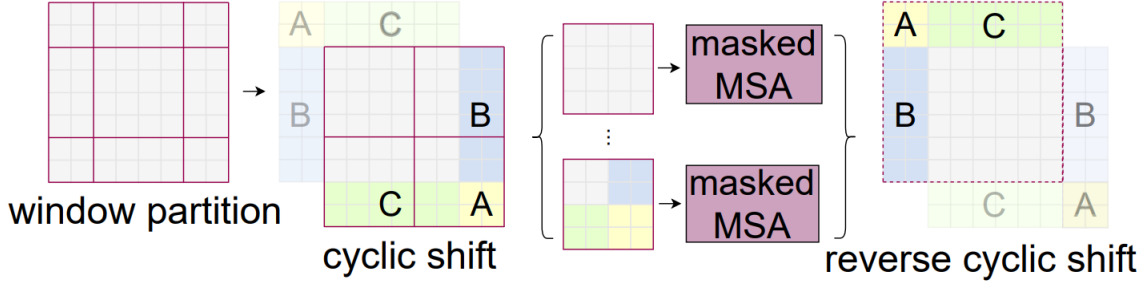 A
C
B
B
C
A
window partition
cyclic shift
masked
MSA
⋮
masked
MSA
A
C
B
B
C
A
reverse cyclic shift